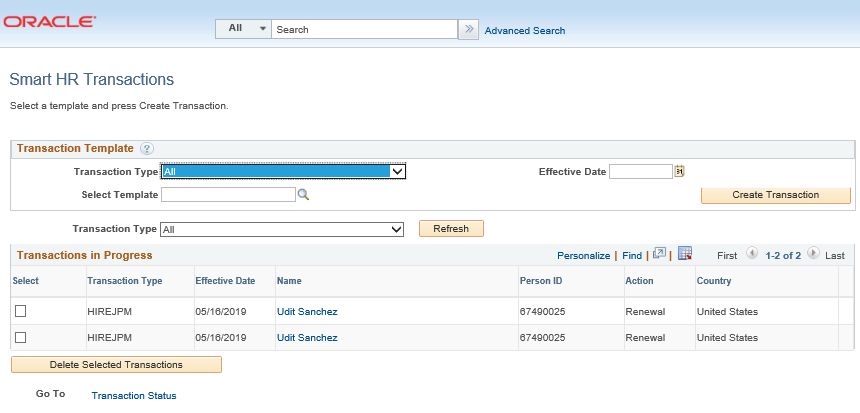 ORACLE
All Search Advanced Search
Smart HR Transactions
Select a template and press Create Transaction.
Transaction Template ?
Transaction Type All Effective Date 31
Select Template Create Transaction
Transaction Type All Refresh
Transactions in Progress Personalize | Find | | First 1-2 of 2 Last
Select Transaction Type Effective Date Name Person ID Action Country
HIREJPM 05/16/2019 Udit Sanchez 67490025 Renewal United States
HIREJPM 05/16/2019 Udit Sanchez 67490025 Renewal United States
Delete Selected Transactions
Go To Transaction Status